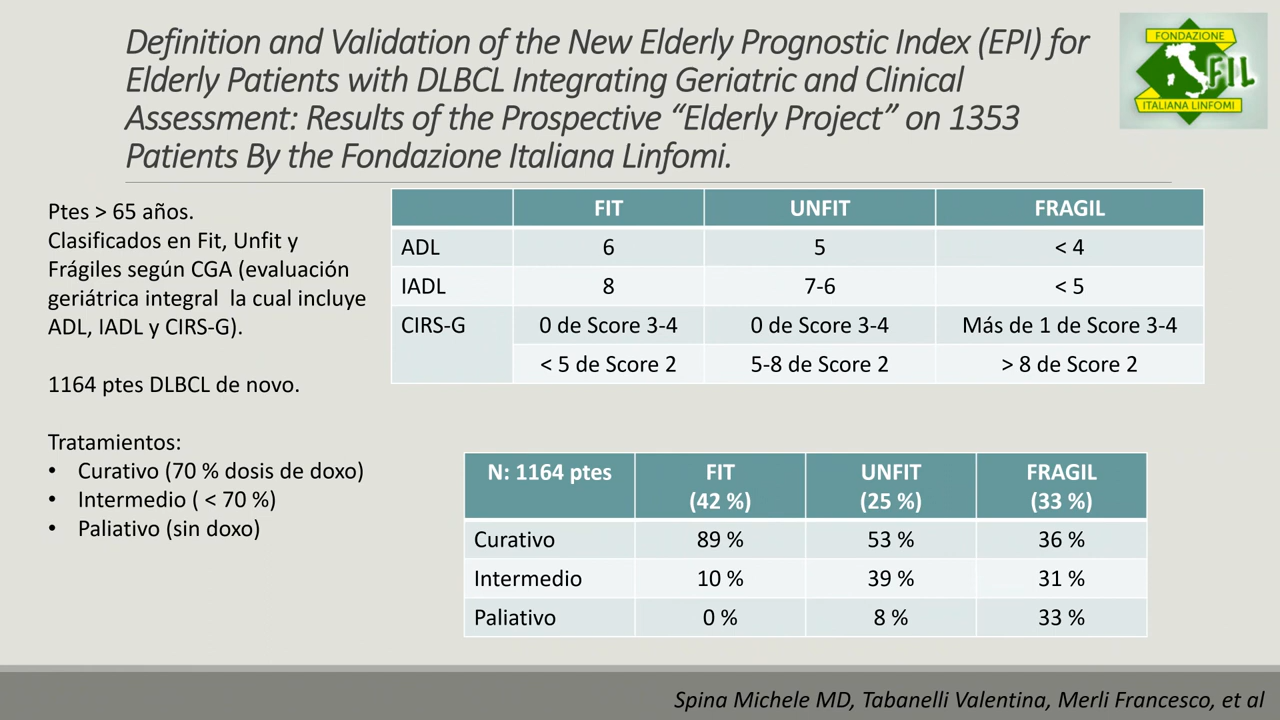 Definition and Validation of the New Elderly Prognostic Index (EPI) for
Elderly Patients with DLBCL Integrating Geriatric and Clinical
Assessment: Results of the Prospective “Elderly Project” on 1353
Patients By the Fondazione Italiana Linfomi.
FONDAZIONE
FIL
ITALIANA LINFOMI
Ptes > 65 años.
Clasificados en Fit, Unfit y
Frágiles según CGA (evaluación
geriátrica integral la cual incluye
ADL, IADL y CIRS-G).
1164 ptes DLBCL de novo.
Tratamientos:
• Curativo (70 % dosis de doxo)
• Intermedio ( < 70 %)
• Paliativo (sin doxo)
FIT UNFIT FRAGIL
ADL 6 5 < 4
IADL 8 7-6 < 5
CIRS-G 0 de Score 3-4 0 de Score 3-4 Más de 1 de Score 3-4
< 5 de Score 2 5-8 de Score 2 > 8 de Score 2
N: 1164 ptes FIT UNFIT FRAGIL
(42 %) (25 %) (33 %)
Curativo 89 % 53 % 36 %
Intermedio 10 % 39 % 31 %
Paliativo 0 % 8 % 33 %
Spina Michele MD, Tabanelli Valentina, Merli Francesco, et al